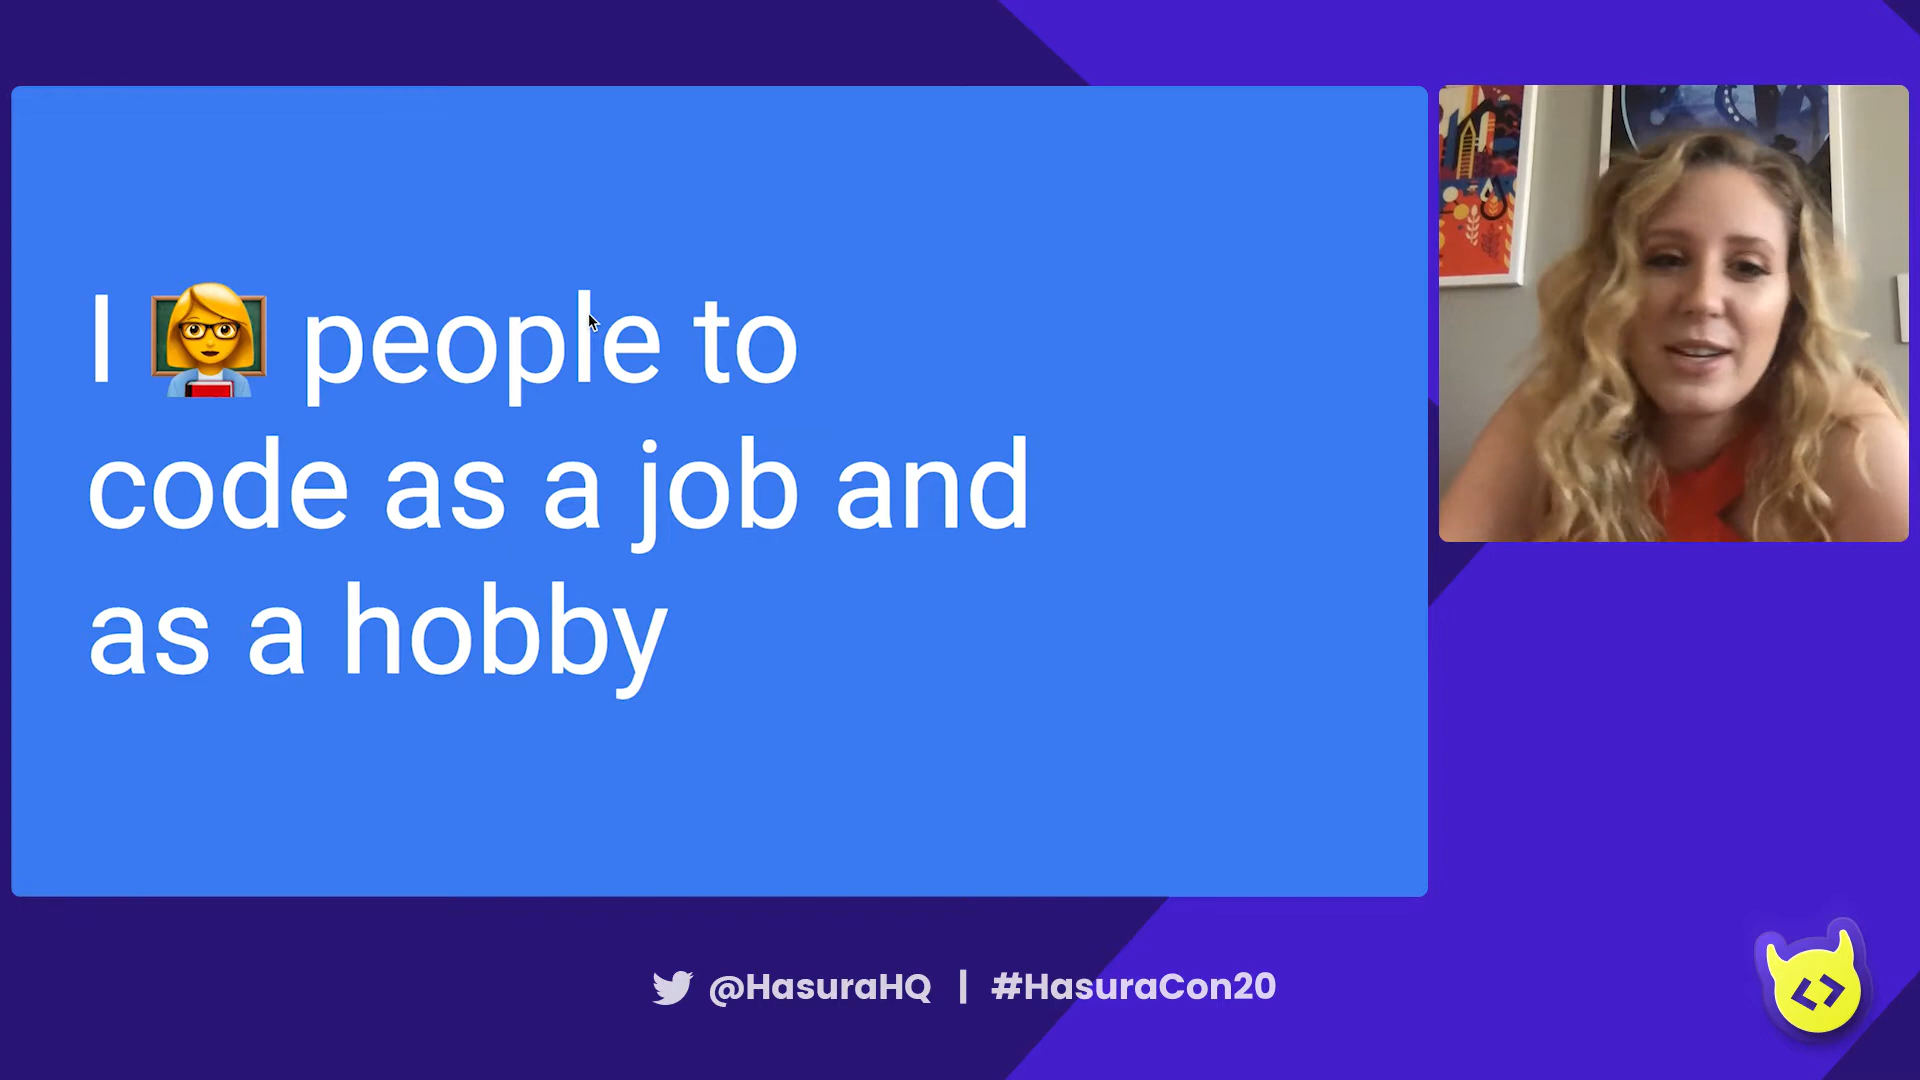 I 👩‍🏫 people to
code as a job and
as a hobby
@HasuraHQ | #HasuraCon20